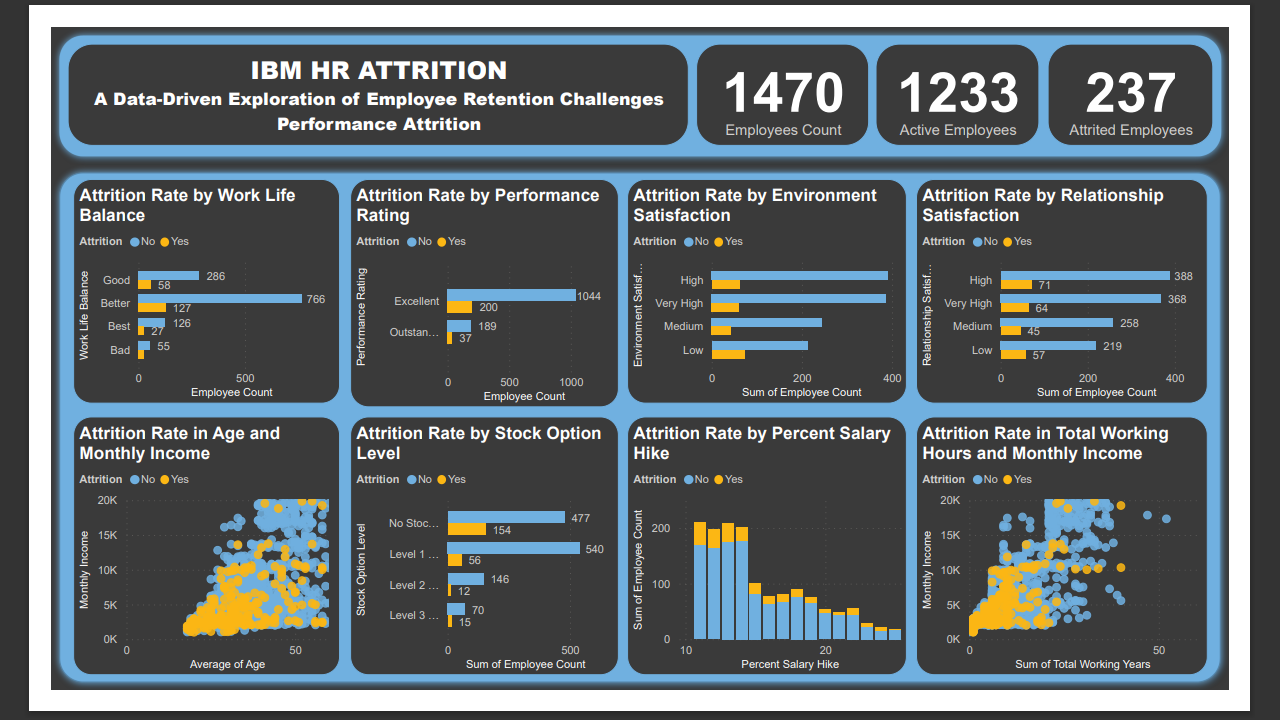 IBM HR ATTRITION
A Data-Driven Exploration of Employee Retention Challenges
Performance Attrition
1470
Employees Count
1233
Active Employees
237
Attrited Employees
Attrition Rate by Work Life
Balance
Attrition No Yes
Work Life Balance
Good 286
58
Better 766
127
Best 126
27
Bad 55
0 500
Employee Count
Attrition Rate by Performance
Rating
Attrition No Yes
Performance Rating
Excellent 1044
200
Outstan... 189
37
0 500 1000
Employee Count
Attrition Rate by Environment
Satisfaction
Attrition No Yes
Environment Satisf...
High
Very High
Medium
Low
0 200 400
Sum of Employee Count
Attrition Rate by Relationship
Satisfaction
Attrition No Yes
Relationship Satisf...
High 388
71
Very High 368
64
Medium 258
45
Low 219
57
0 200 400
Sum of Employee Count
Attrition Rate in Age and
Monthly Income
Attrition No Yes
Monthly Income
20K
15K
10K
5K
0K
0 50
Average of Age
Attrition Rate by Stock Option
Level
Attrition No Yes
Stock Option Level
No Stoc... 477
154
Level 1 ... 540
56
Level 2 ... 146
12
Level 3 ... 70
15
0 500
Sum of Employee Count
Attrition Rate by Percent Salary
Hike
Attrition No Yes
Sum of Employee Count
200
100
0
10 20
Percent Salary Hike
Attrition Rate in Total Working
Hours and Monthly Income
Attrition No Yes
Monthly Income
20K
15K
10K
5K
0K
0 50
Sum of Total Working Years